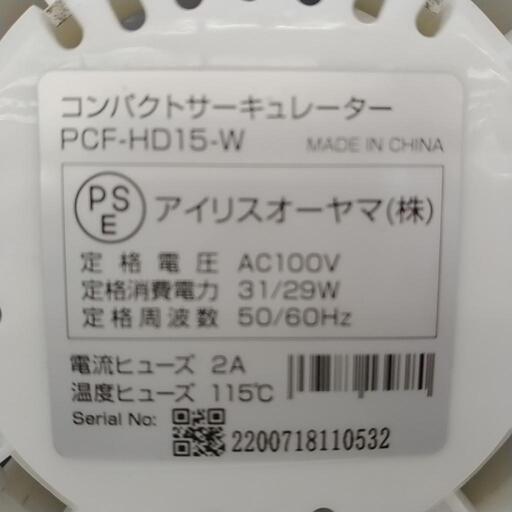 コンパクトサーキュレーター
PCF-HD15-W MADE IN CHINA
PSE アイリスオーヤマ(株)
定格電圧 AC100V
定格消費電力 31/29W
定格周波数 50/60Hz
電流ヒューズ 2A
温度ヒューズ 115℃
Serial No:
2200718110532